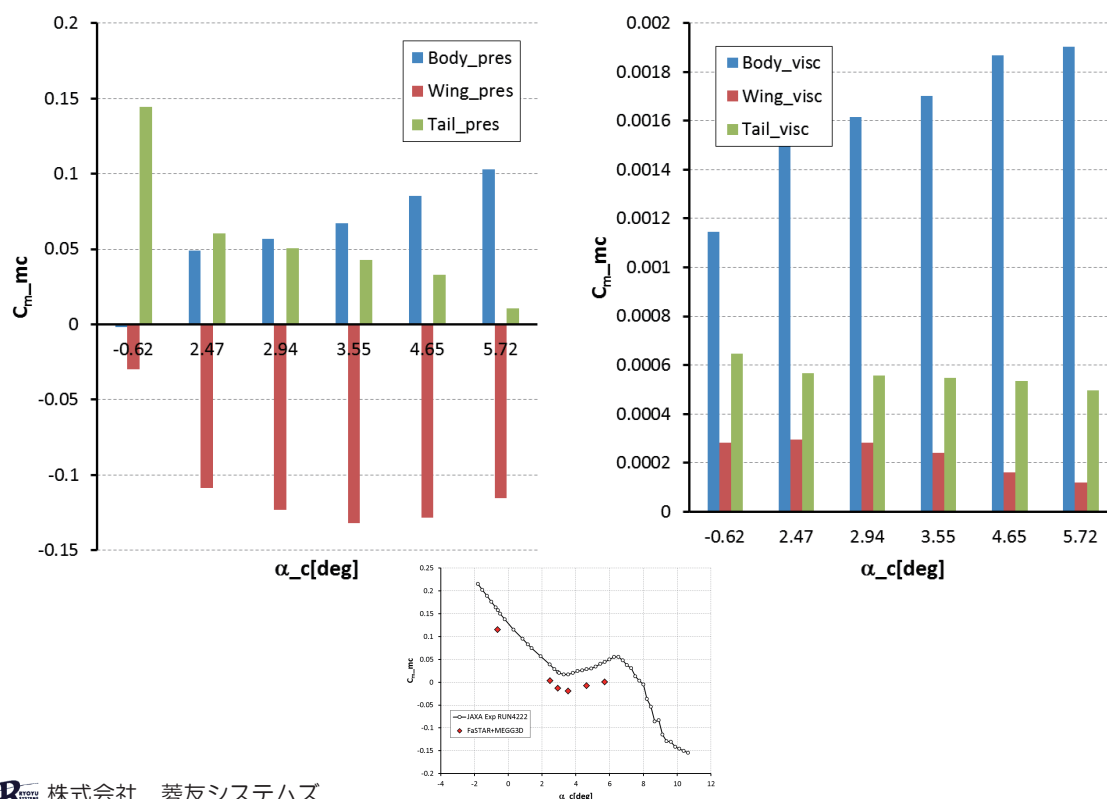 0.2
0.15
0.1
0.05
0
-0.05
-0.1
-0.15
Cm_mc
Body_pres
Wing_pres
Tail_pres
-0.62 2.47 2.94 3.55 4.65 5.72
α_c[deg]
0.002
0.0018
0.0016
0.0014
0.0012
0.001
0.0008
0.0006
0.0004
0.0002
0
Cm_mc
Body_visc
Wing_visc
Tail_visc
-0.62 2.47 2.94 3.55 4.65 5.72
α_c[deg]
0.25
0.2
0.15
0.1
0.05
0
-0.05
-0.1
-0.15
-0.2
Cm_mc
JAXA Exp RUN4222
FaSTAR+MEGG3D
-4 -2 0 2 4 6 8 10 12
α_c[deg]
RYOYU
SYSTEMS
株式会社 菱友システムズ